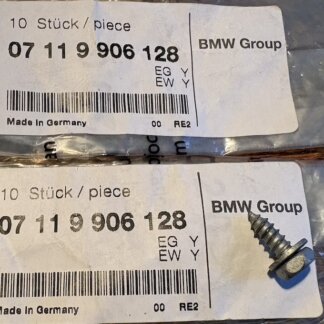 10 Stück / piece
07 11 9 906 128
BMW Group
EG Y
EW Y
Made in Germany 00 RE2
10 Stück / piece
07 11 9 906 128
BMW Group
EG Y
EW Y
Made in Germany 00 RE2